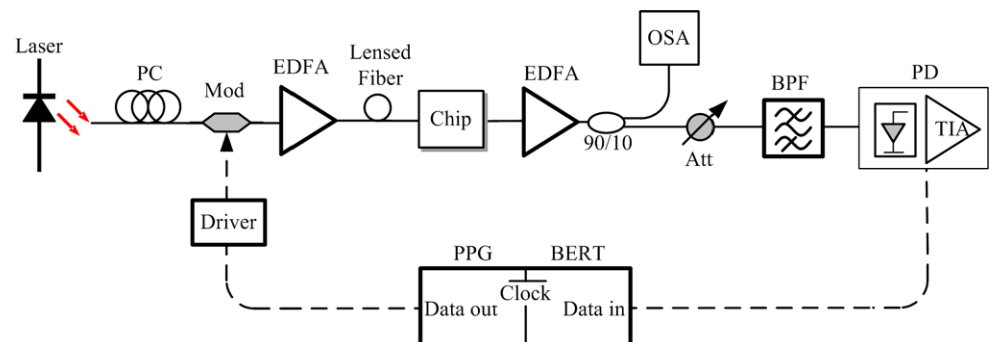 Laser
PC
Mod
EDFA
Lensed
Fiber
Chip
EDFA
OSA
90/10
Att
BPF
PD
TIA
Driver
PPG
BERT
Clock
Data out
Data in